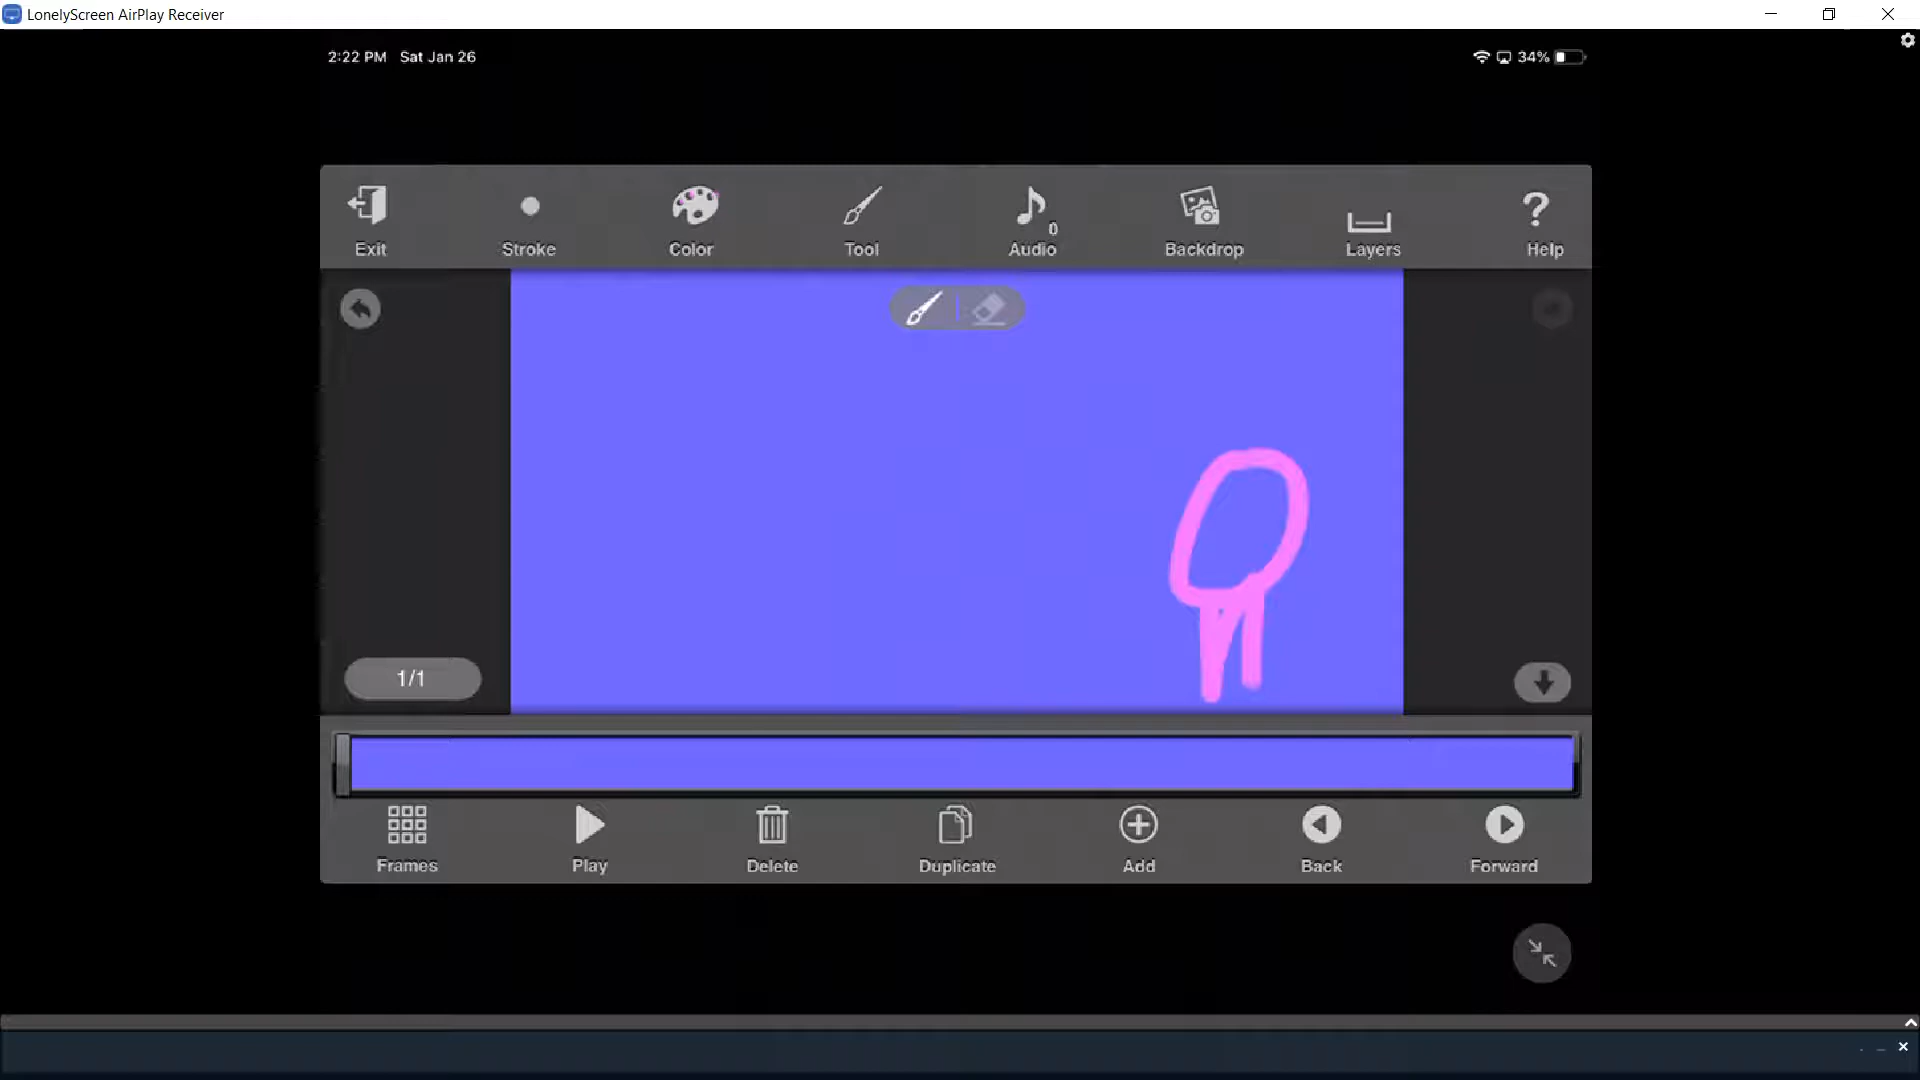 LonelyScreen AirPlay Receiver
2:22 PM Sat Jan 26
34%
Exit
Stroke
Color
Tool
0
Audio
Backdrop
Layers
?
Help
1/1
Frames
Play
Delete
Duplicate
Add
Back
Forward